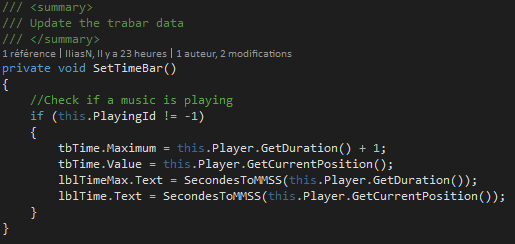 /// <summary>
/// Update the trabar data
/// </summary>
1 référence | IliasN, Il y a 23 heures | 1 auteur, 2 modifications
private void SetTimeBar()
{
    //Check if a music is playing
    if (this.PlayingId != -1)
    {
        tbTime.Maximum = this.Player.GetDuration() + 1;
        tbTime.Value = this.Player.GetCurrentPosition();
        lblTimeMax.Text = SecondesToMMSS(this.Player.GetDuration());
        lblTime.Text = SecondesToMMSS(this.Player.GetCurrentPosition());
    }
}